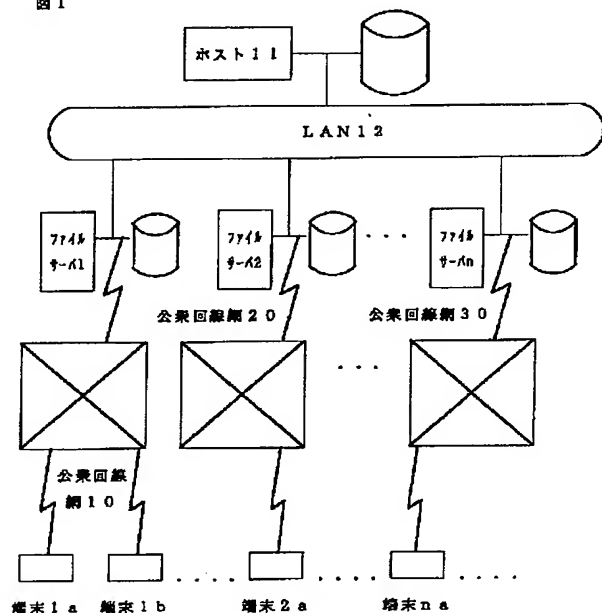 図1
ホスト11
LAN12
ファイル
サーバ1
ファイル
サーバ2
ファイル
サーバn
公衆回線網20
公衆回線網30
公衆回線
網10
端末1a
端末1b
端末2a
端末na